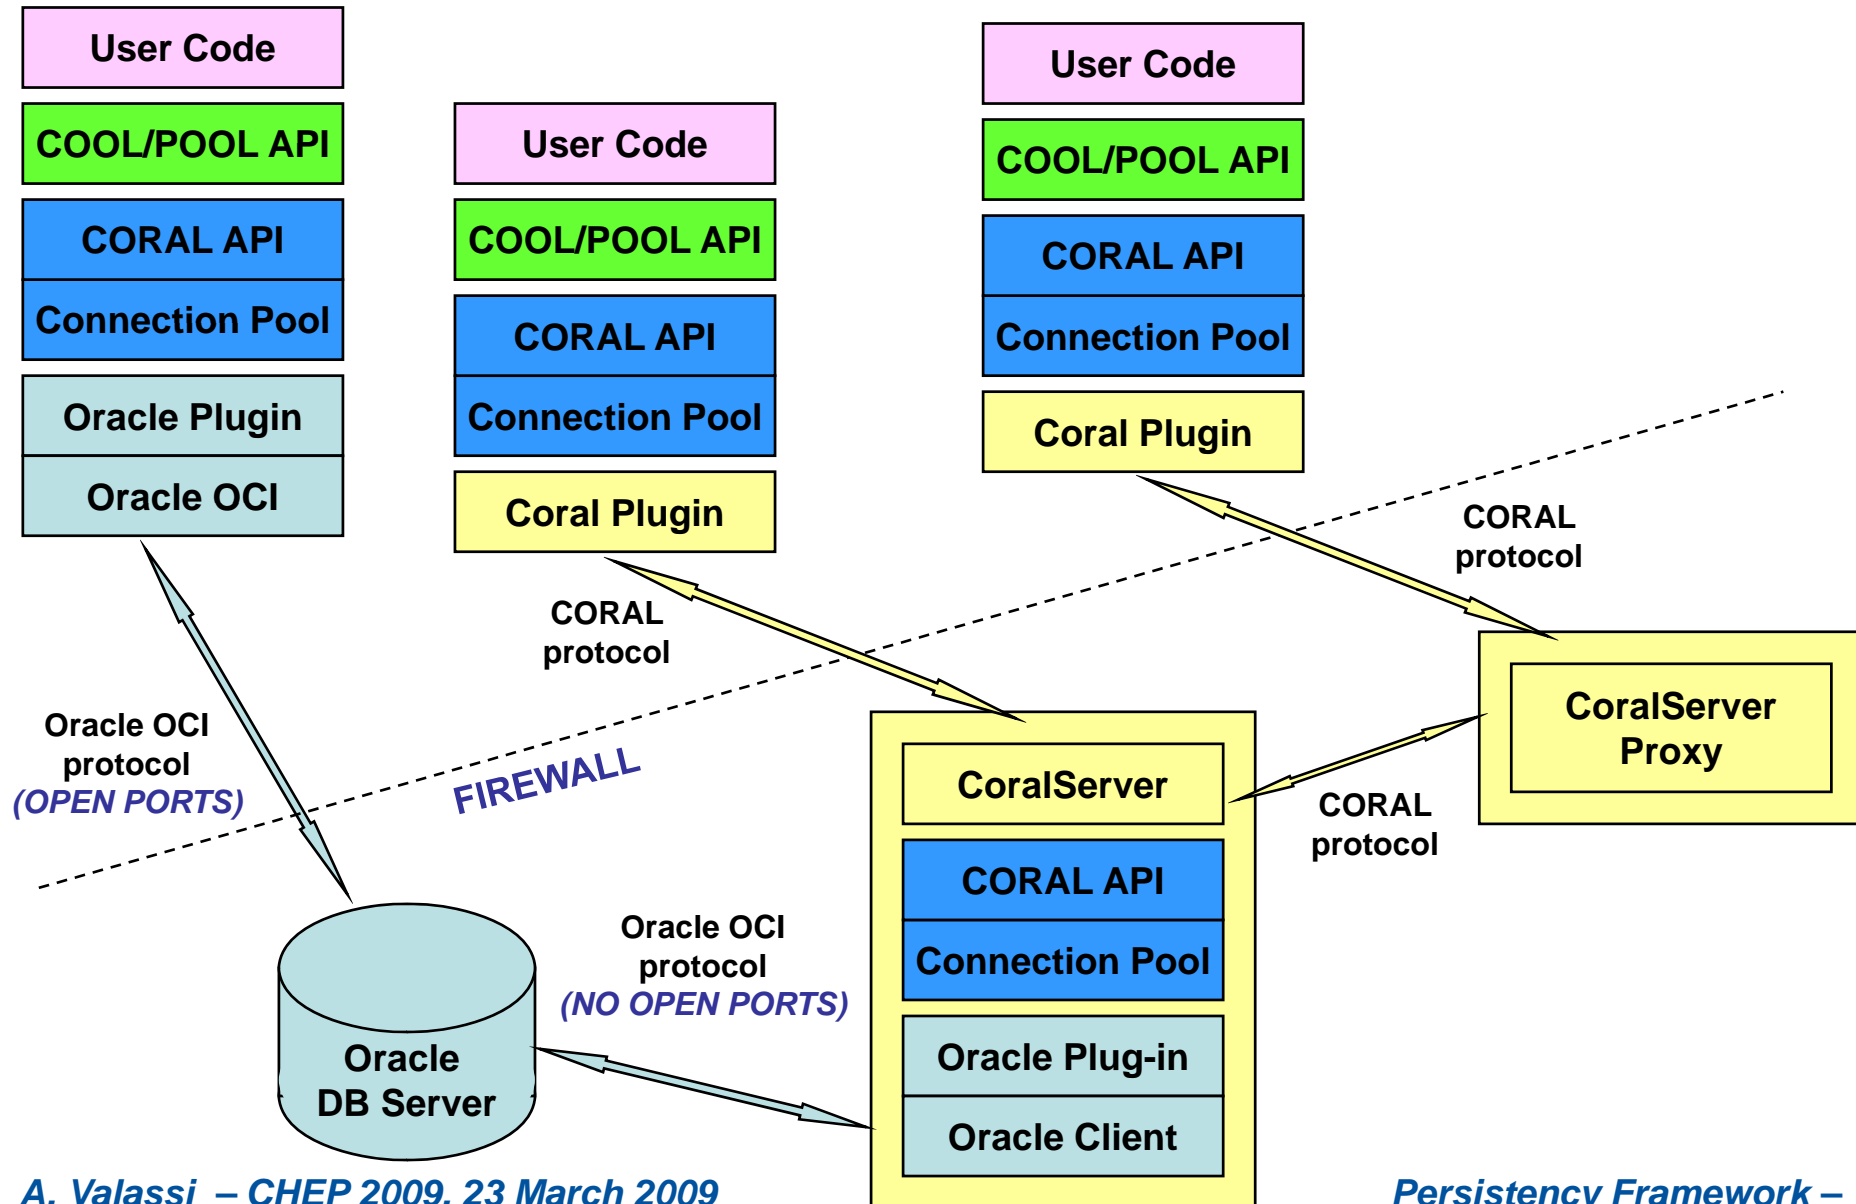 User Code
COOL/POOL API
CORAL API
Connection Pool
Oracle Plugin
Oracle OCI
User Code
COOL/POOL API
CORAL API
Connection Pool
Coral Plugin
User Code
COOL/POOL API
CORAL API
Connection Pool
Coral Plugin
CORAL
protocol
CORAL
protocol
Oracle OCI
protocol
(OPEN PORTS)
FIREWALL
CoralServer
Proxy
CORAL
protocol
CoralServer
CORAL API
Connection Pool
Oracle Plug-in
Oracle Client
Oracle OCI
protocol
(NO OPEN PORTS)
Oracle
DB Server
A. Valassi – CHEP 2009, 23 March 2009
Persistency Framework –